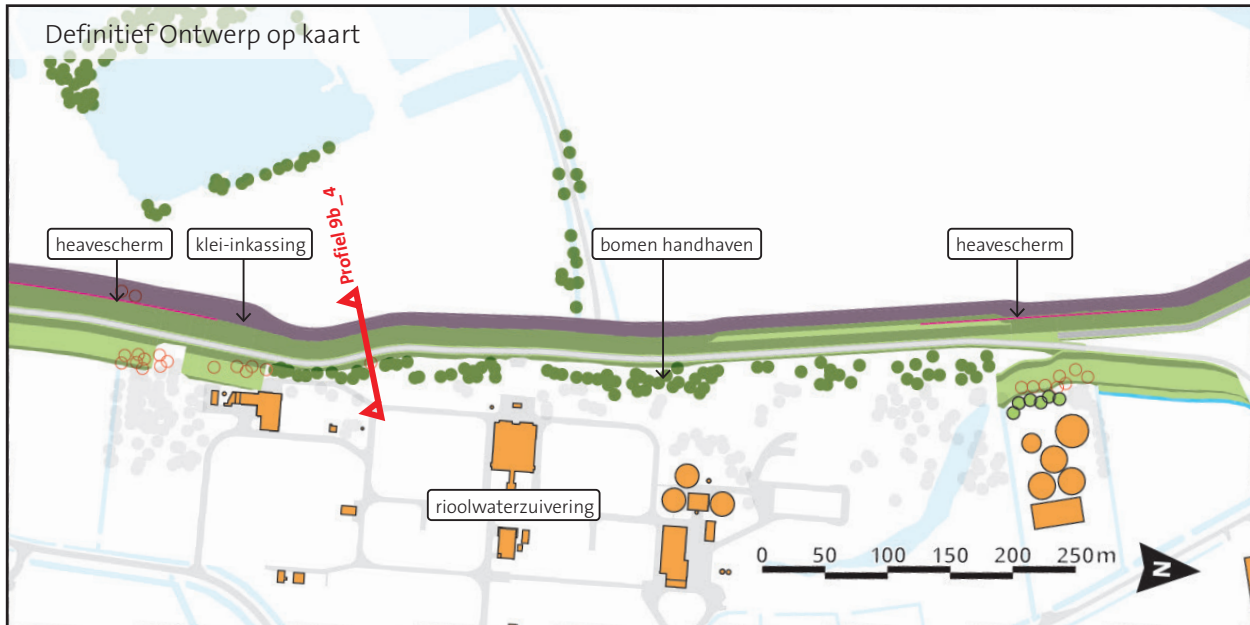 Definitief Ontwerp op kaart
Profiel 9b_4
heavescherm
klei-inkassing
bomen handhaven
heavescherm
rioolwaterzuivering
0 50 100 150 200 250m
N